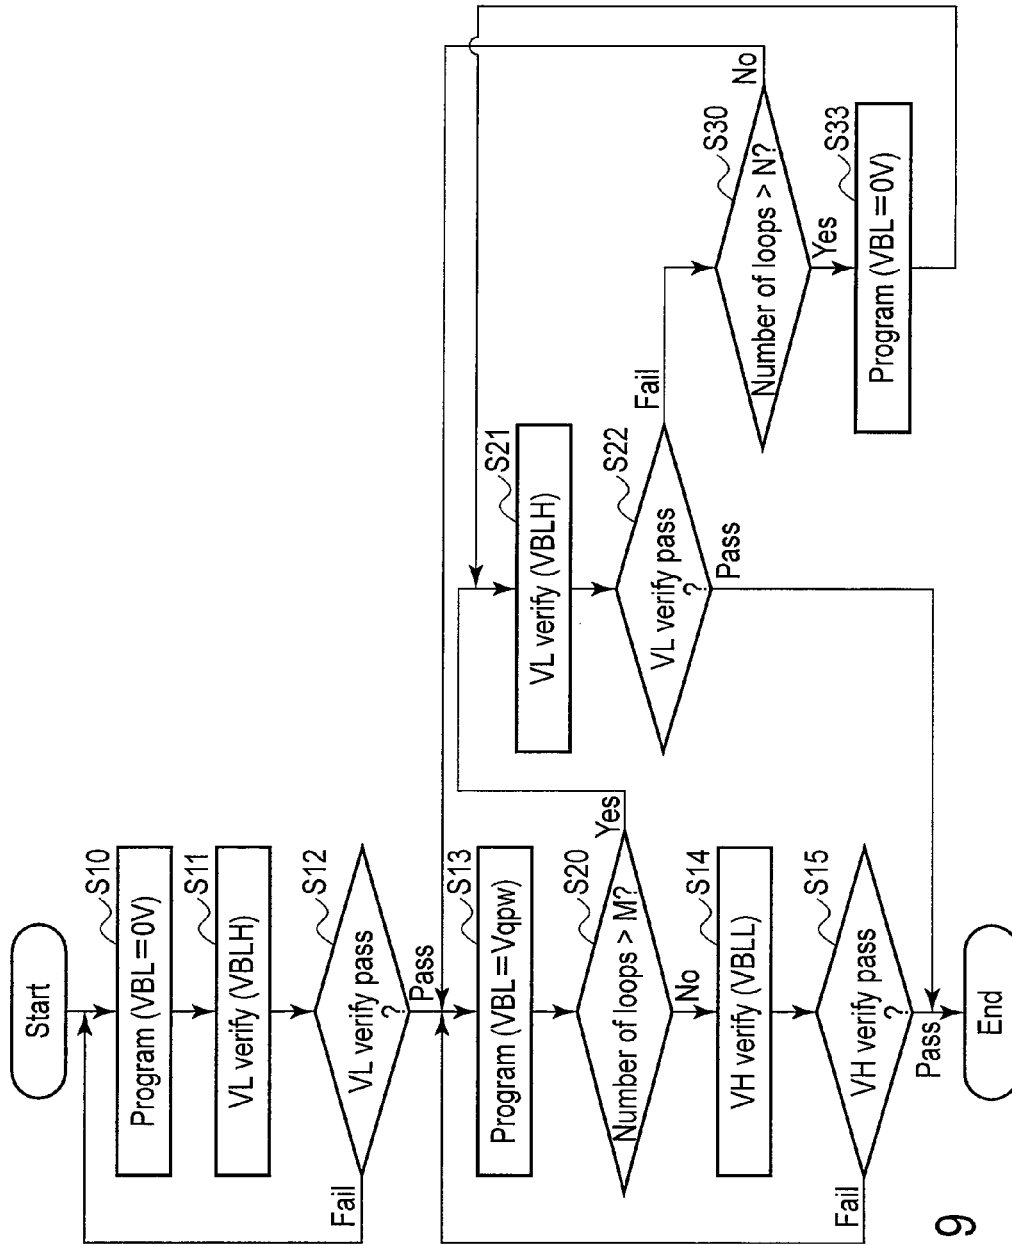 Start
S10
Program (VBL=0V)
S11
VL verify (VBLH)
S12
VL verify pass
?
Fail
Pass
S13
Program (VBL=Vqpw)
S20
Number of loops > M?
Yes
No
S14
VH verify (VBLL)
S15
VH verify pass
?
Fail
Pass
End
S21
VL verify (VBLH)
S22
VL verify pass
?
Fail
Pass
S30
Number of loops > N?
No
Yes
S33
Program (VBL=0V)
9